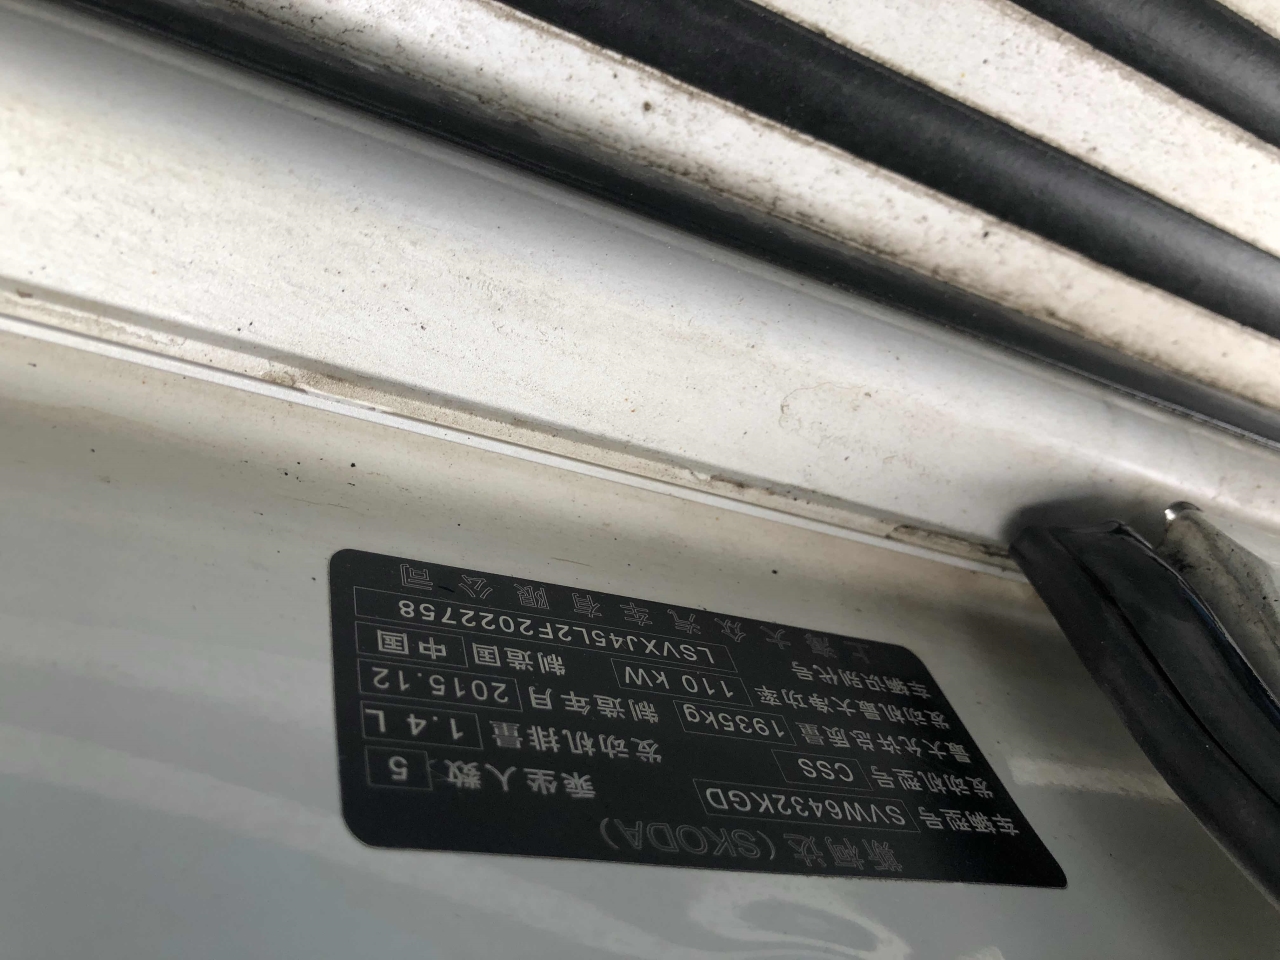 斯柯达(SKODA)
车辆型号 SVW6432KGD 乘坐人数 5
发动机型号 CSS 发动机排量 1.4 L
最大允许总质量 1935kg 制造年月 2015.12
发动机最大净功率 110 kW 制造国 中国
车辆识别代号 LSVXJ45L2F2022758
上海大众汽车有限公司